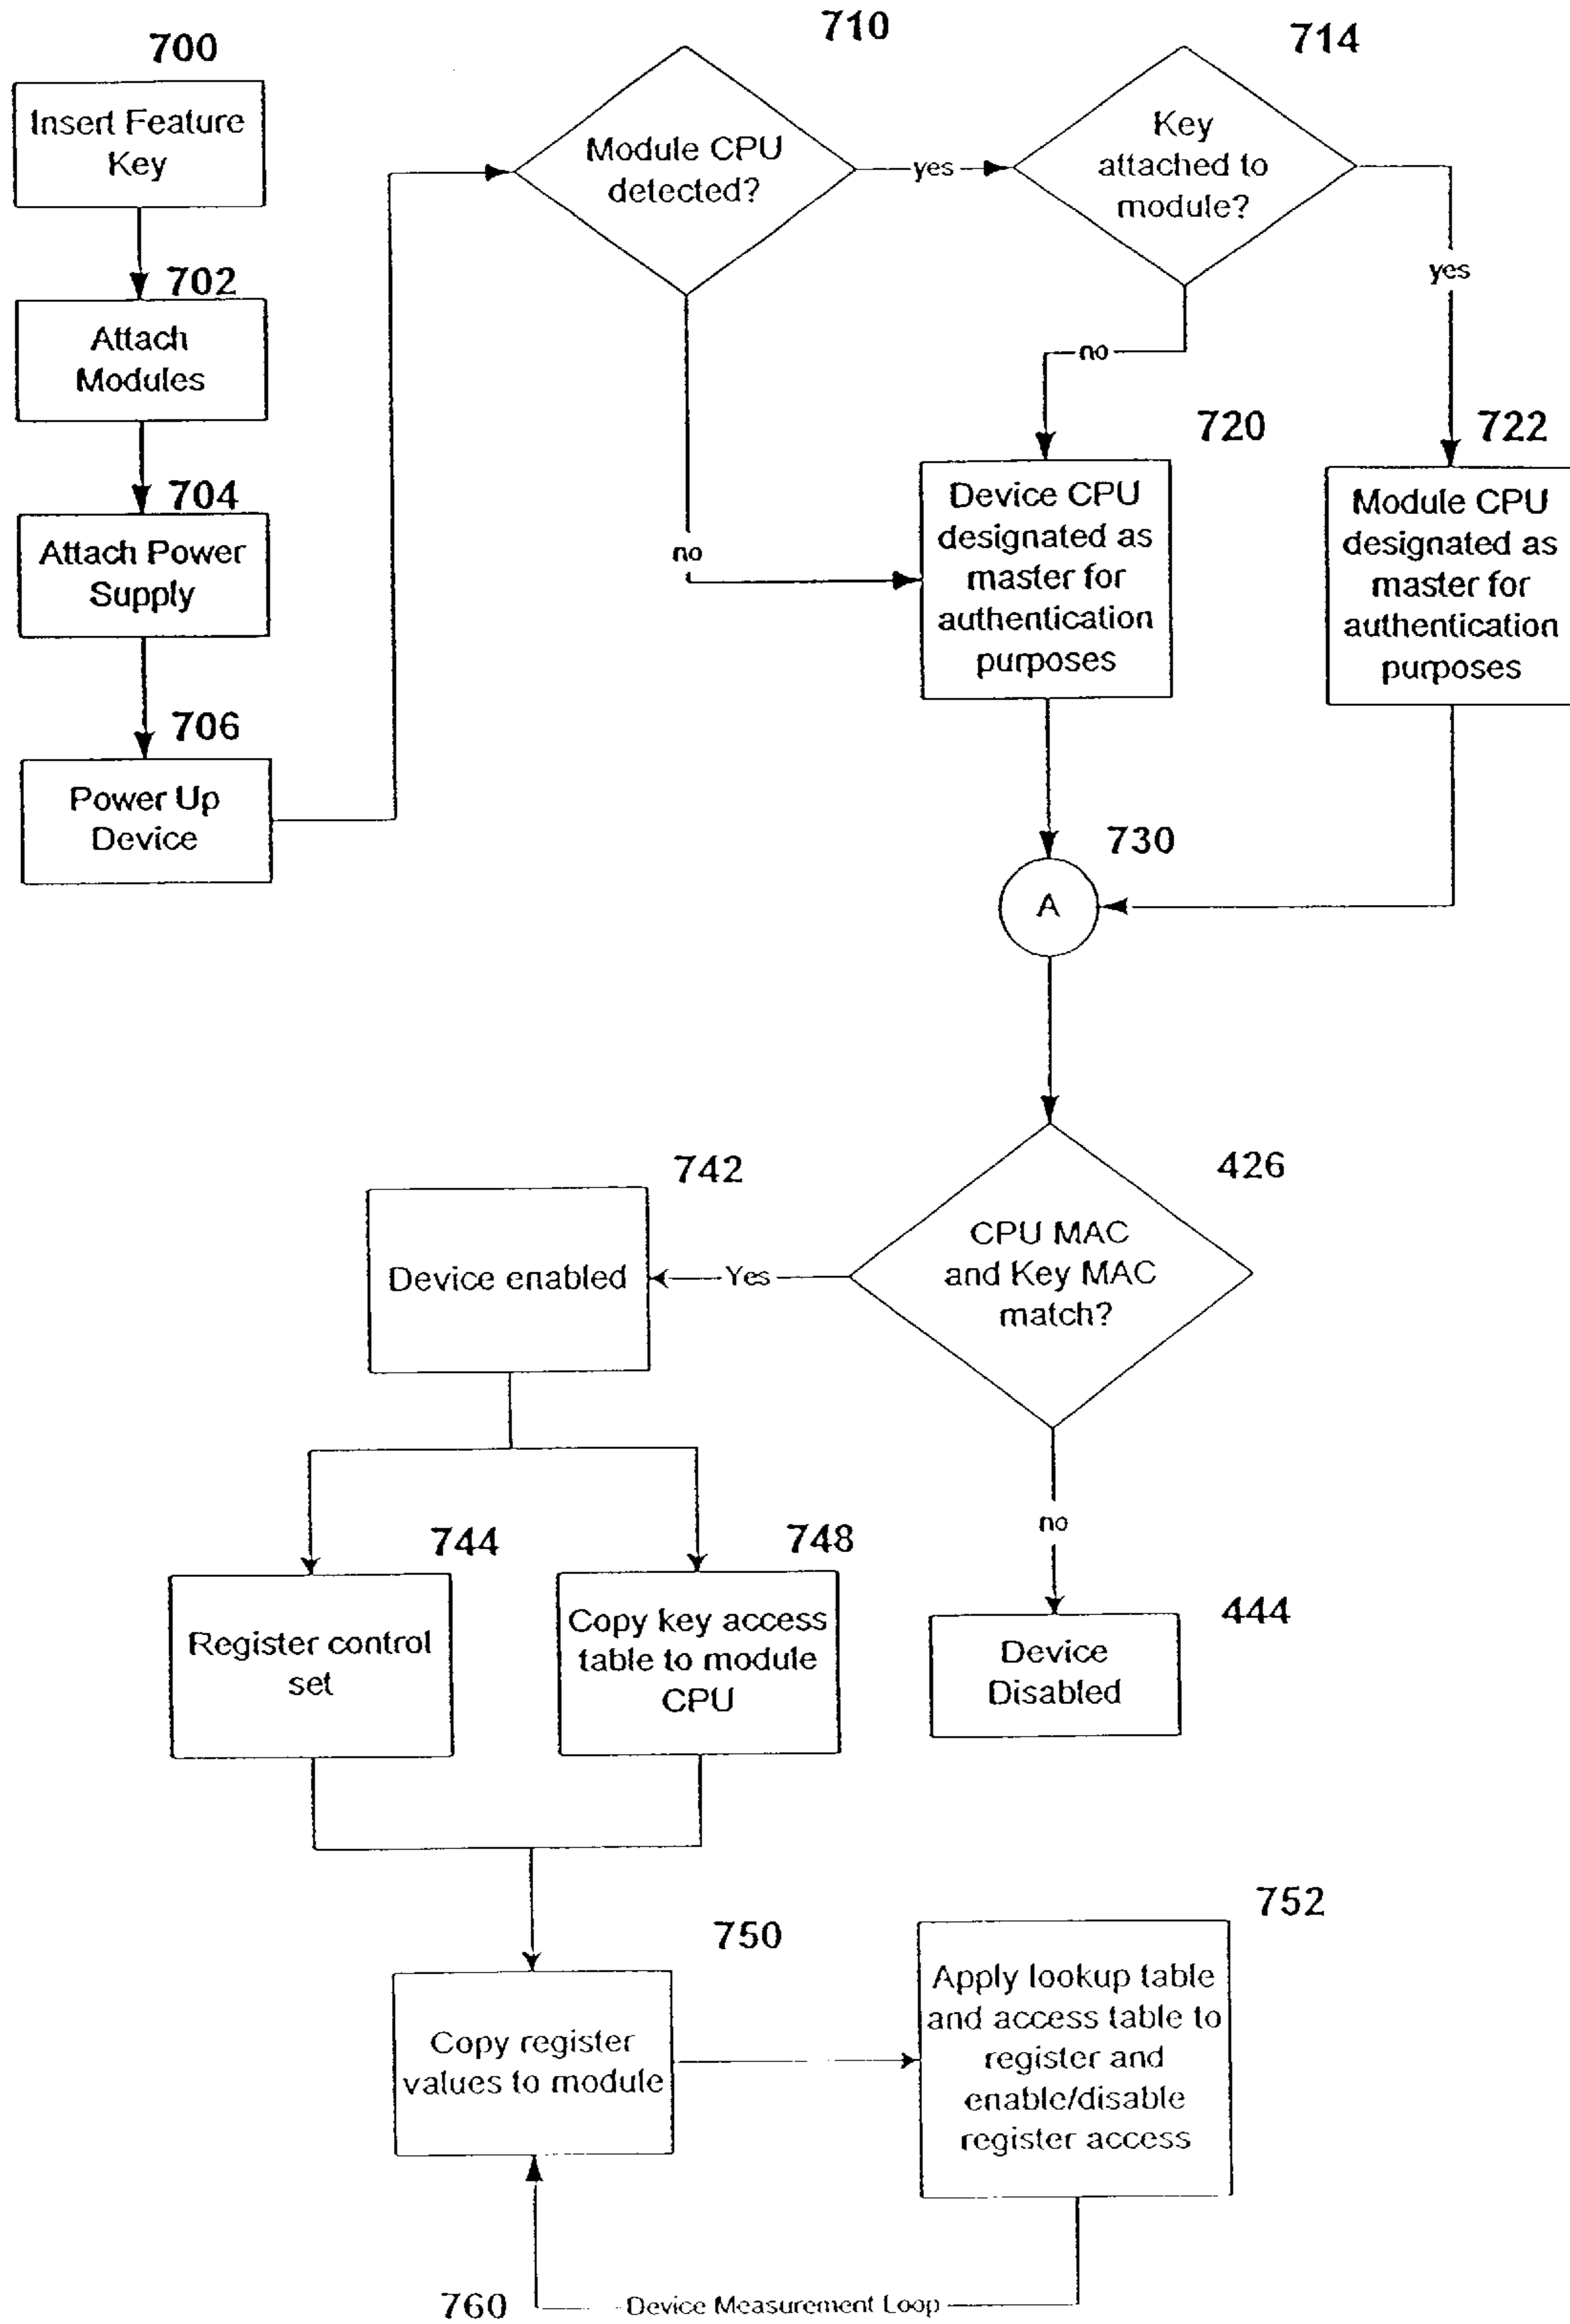 700
Insert Feature
Key
702
Attach
Modules
704
Attach Power
Supply
706
Power Up
Device
710
Module CPU
detected?
yes
no
714
Key
attached to
module?
yes
no
720
Device CPU
designated as
master for
authentication
purposes
722
Module CPU
designated as
master for
authentication
purposes
730
A
426
CPU MAC
and Key MAC
match?
Yes
no
742
Device enabled
444
Device
Disabled
744
Register control
set
748
Copy key access
table to module
CPU
750
Copy register
values to module
752
Apply lookup table
and access table to
register and
enable/disable
register access
760
Device Measurement Loop